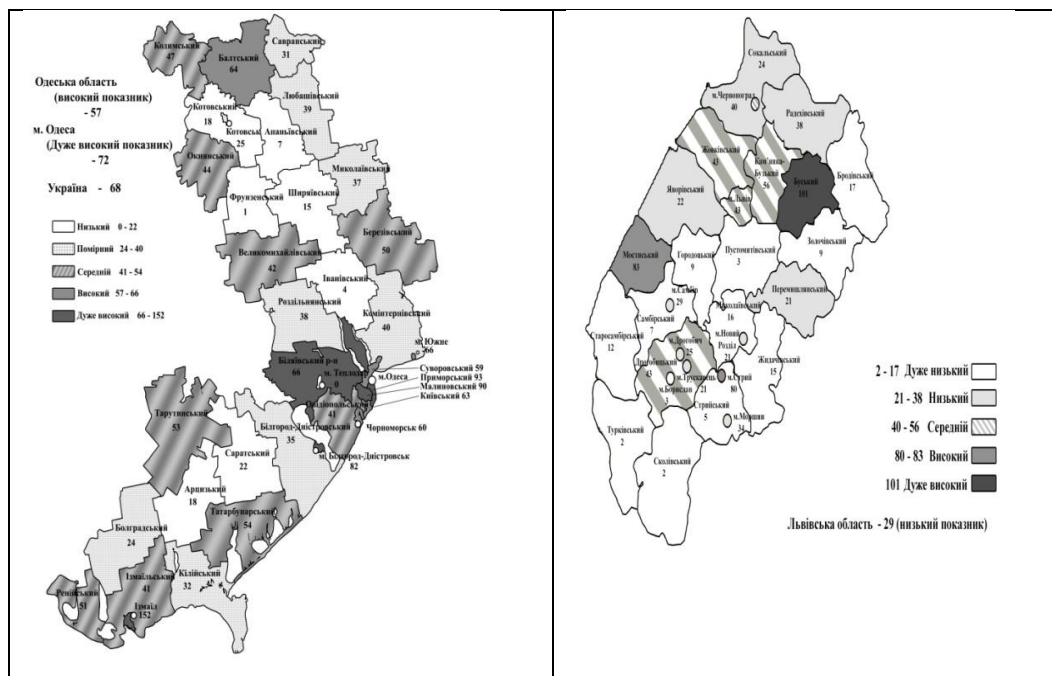 Кодимський
47
Балтський
64
Савранський
31
Одеська область
(високий показник)
- 57
Любашівський
39
м. Одеса
(Дуже високий показник)
- 72
Котовський
18
Котовськ
25
Ананьївський
7
Окнянський
44
Україна - 68
Миколаївський
37
Ширяївський
15
Фрунзенський
1
Низький 0 - 22
Помірний 24 - 40
Середній 41 - 54
Високий 57 - 66
Дуже високий 66 - 152
Березівський
50
Великомихайлівський
42
Іванівський
4
Роздільнянський
38
Комінтернівський
40
м. Южне
66
Біляївський р-н
66
м. Теплодар
0
м.Одеса
Суворовський 59
Приморський 93
Малиновський 90
Київський 63
Овідіопольський
41
Чорноморськ 60
Тарутинський
53
Білгород-Дністровський
35
м. Білгород-Дністровськ
82
Саратський
22
Арцизький
18
Татарбунарський
54
Болградський
24
Ізмаїльський
41
Кілійський
32
Ренійський
51
Ізмаїл
152
Сокальський
24
м.Червоноград
40
Радехівський
38
Жовківський
43
Кам'янка-
Бузький
56
Буський
101
Бродівський
17
Яворівський
22
м.Львів
43
Мостиський
83
Городоцький
9
Пустомитівський
3
Золочівський
9
Перемишлянський
21
м.Самбір
29
Миколаївський
16
Самбірський
7
Старосамбірський
12
м.Новий
Розділ
21
м.Дрогобич
25
Дрогобицький
43
Жидачівський
15
м.Трускавець
21
м.Стрий
80
м.Борислав
3
Стрийський
5
м.Моршин
34
Турківський
2
Сколівський
2
2 - 17 Дуже низький
21 - 38 Низький
40 - 56 Середній
80 - 83 Високий
101 Дуже високий
Львівська область - 29 (низький показник)